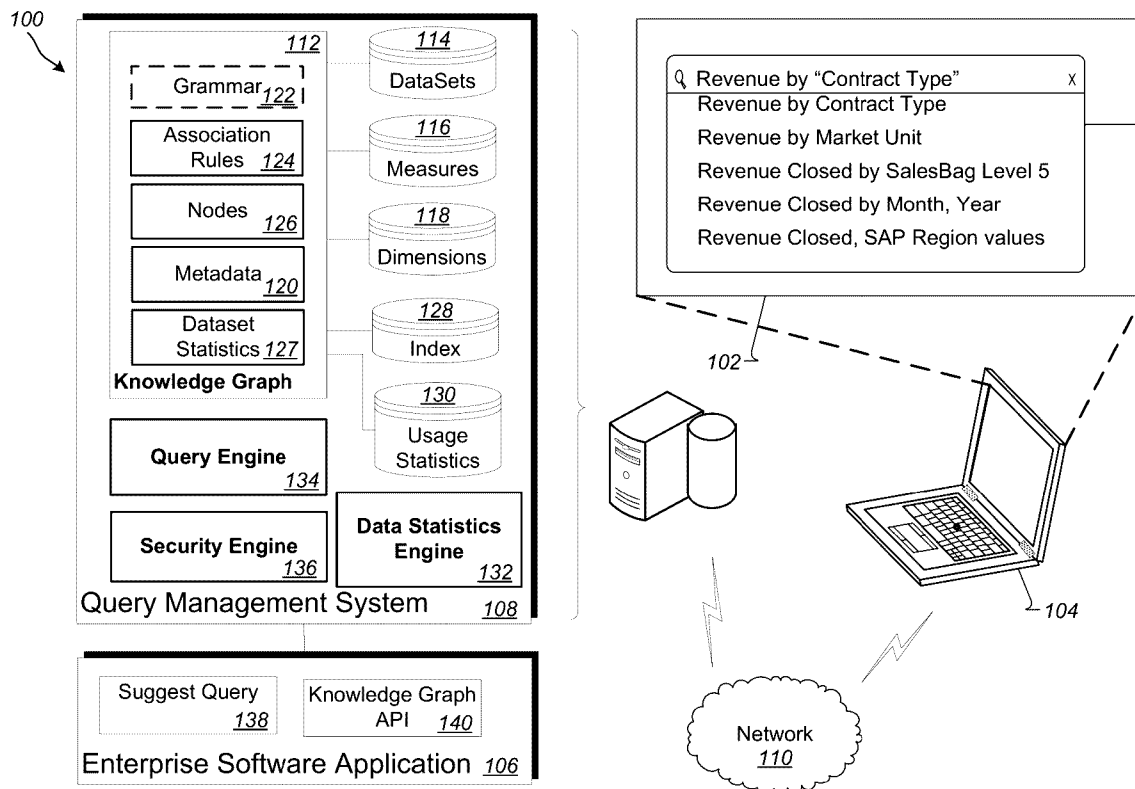 100
112
Grammar
122
Association
Rules 124
Nodes
126
Metadata
120
Dataset
Statistics 127
Knowledge Graph
114
DataSets
116
Measures
118
Dimensions
128
Index
130
Usage
Statistics
Query Engine
134
Security Engine
136
Data Statistics
Engine
132
Query Management System 108
Suggest Query
138
Knowledge Graph
API 140
Enterprise Software Application 106
Revenue by “Contract Type” X
Revenue by Contract Type
Revenue by Market Unit
Revenue Closed by SalesBag Level 5
Revenue Closed by Month, Year
Revenue Closed, SAP Region values
102
104
Network
110